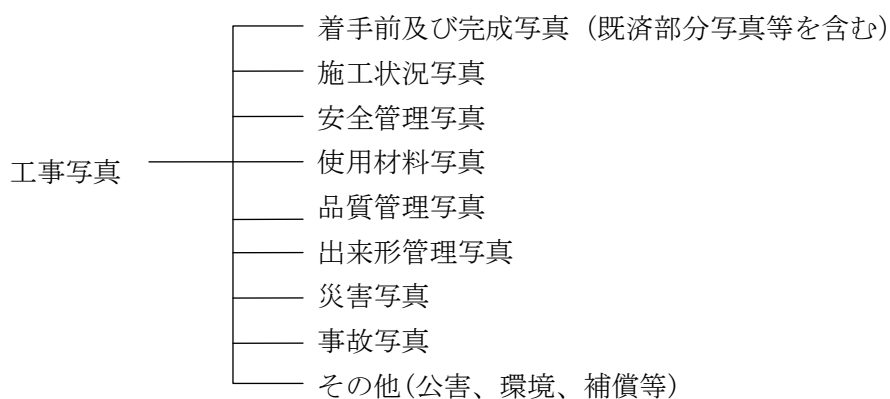 着手前及び完成写真（既済部分写真等を含む）
施工状況写真
安全管理写真
工事写真
使用材料写真
品質管理写真
出来形管理写真
災害写真
事故写真
その他(公害、環境、補償等)